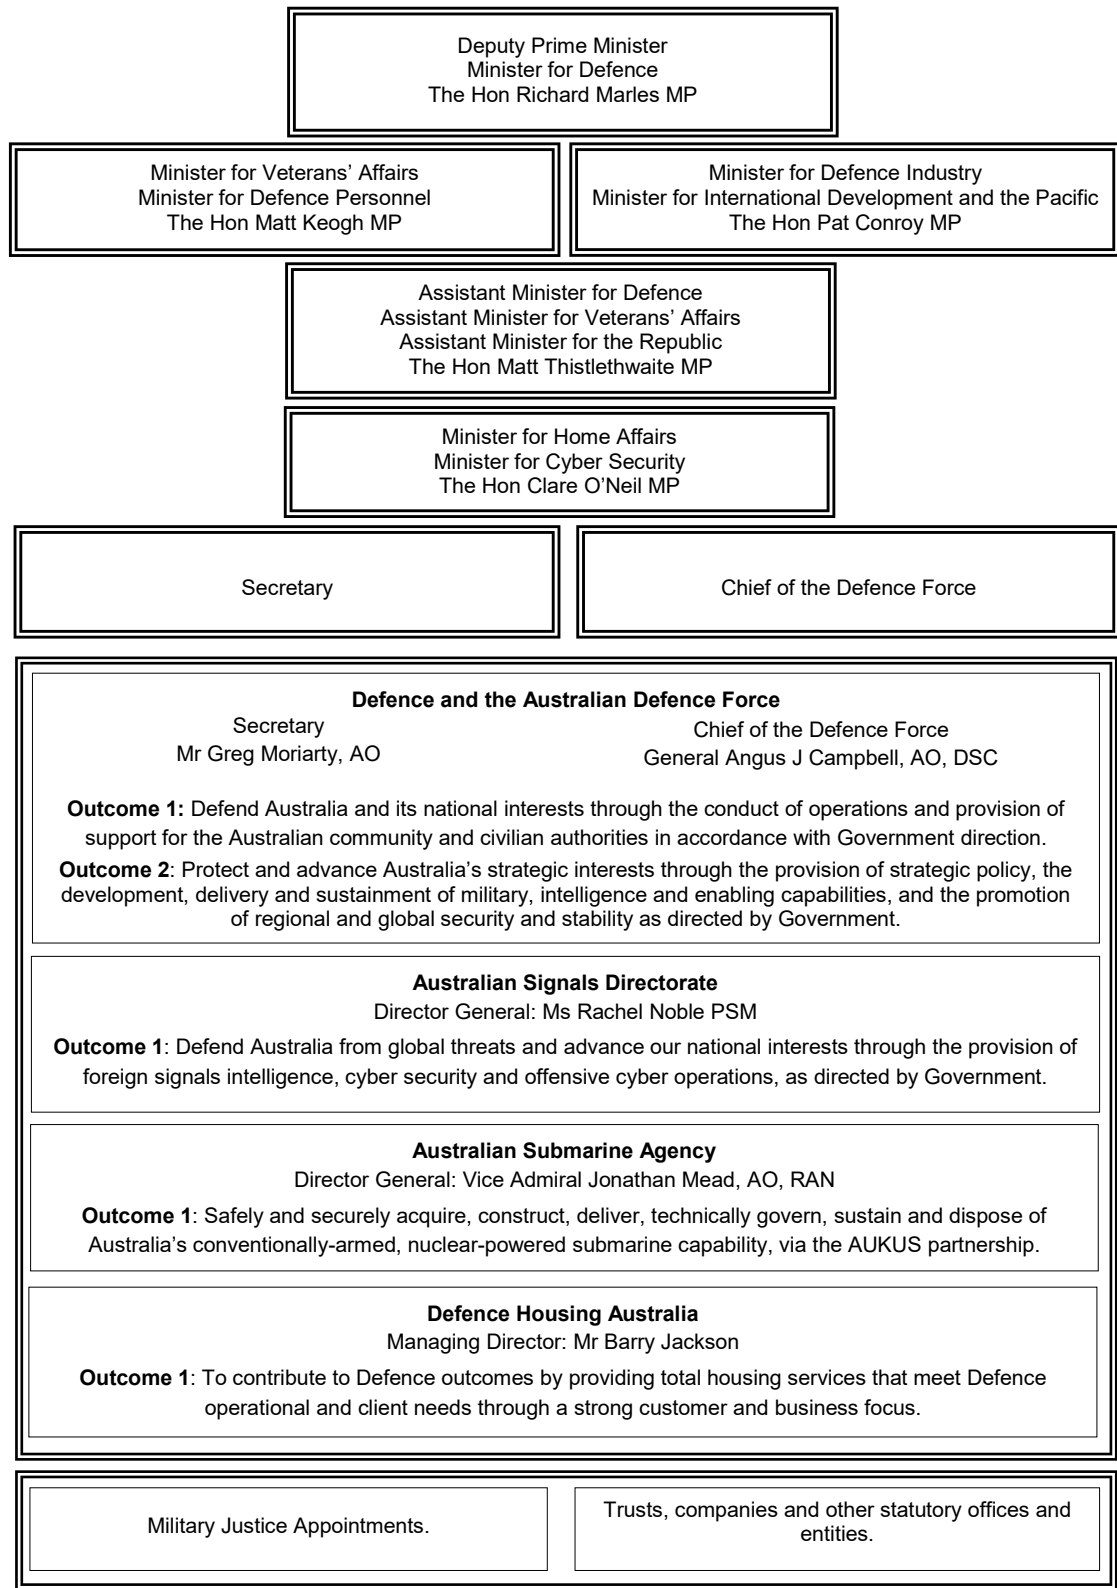 Deputy Prime Minister
Minister for Defence
The Hon Richard Marles MP
Minister for Veterans’ Affairs
Minister for Defence Personnel
The Hon Matt Keogh MP
Minister for Defence Industry
Minister for International Development and the Pacific
The Hon Pat Conroy MP
Assistant Minister for Defence
Assistant Minister for Veterans’ Affairs
Assistant Minister for the Republic
The Hon Matt Thistlethwaite MP
Minister for Home Affairs
Minister for Cyber Security
The Hon Clare O’Neil MP
Secretary
Chief of the Defence Force
Defence and the Australian Defence Force
Secretary
Mr Greg Moriarty, AO
Chief of the Defence Force
General Angus J Campbell, AO, DSC
Outcome 1: Defend Australia and its national interests through the conduct of operations and provision of
support for the Australian community and civilian authorities in accordance with Government direction.
Outcome 2: Protect and advance Australia’s strategic interests through the provision of strategic policy, the
development, delivery and sustainment of military, intelligence and enabling capabilities, and the promotion
of regional and global security and stability as directed by Government.
Australian Signals Directorate
Director General: Ms Rachel Noble PSM
Outcome 1: Defend Australia from global threats and advance our national interests through the provision of
foreign signals intelligence, cyber security and offensive cyber operations, as directed by Government.
Australian Submarine Agency
Director General: Vice Admiral Jonathan Mead, AO, RAN
Outcome 1: Safely and securely acquire, construct, deliver, technically govern, sustain and dispose of
Australia’s conventionally-armed, nuclear-powered submarine capability, via the AUKUS partnership.
Defence Housing Australia
Managing Director: Mr Barry Jackson
Outcome 1: To contribute to Defence outcomes by providing total housing services that meet Defence
operational and client needs through a strong customer and business focus.
Military Justice Appointments.
Trusts, companies and other statutory offices and
entities.